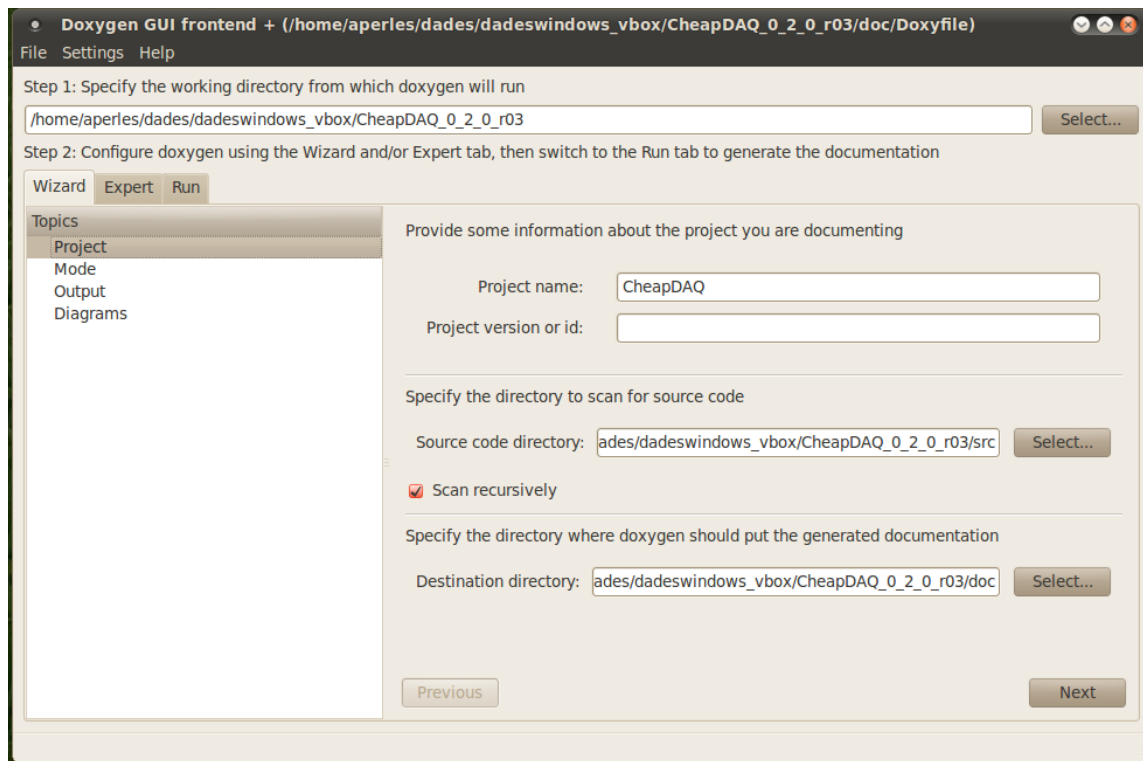 Doxygen GUI frontend + (/home/aperles/dades/dadeswindows_vbox/CheapDAQ_0_2_0_r03/doc/Doxyfile)
File Settings Help
Step 1: Specify the working directory from which doxygen will run
/home/aperles/dades/dadeswindows_vbox/CheapDAQ_0_2_0_r03 Select...
Step 2: Configure doxygen using the Wizard and/or Expert tab, then switch to the Run tab to generate the documentation
Wizard Expert Run
Topics
Project
Mode
Output
Diagrams
Provide some information about the project you are documenting
Project name: CheapDAQ
Project version or id:
Specify the directory to scan for source code
Source code directory: ades/dadeswindows_vbox/CheapDAQ_0_2_0_r03/src Select...
Scan recursively
Specify the directory where doxygen should put the generated documentation
Destination directory: ades/dadeswindows_vbox/CheapDAQ_0_2_0_r03/doc Select...
Previous Next